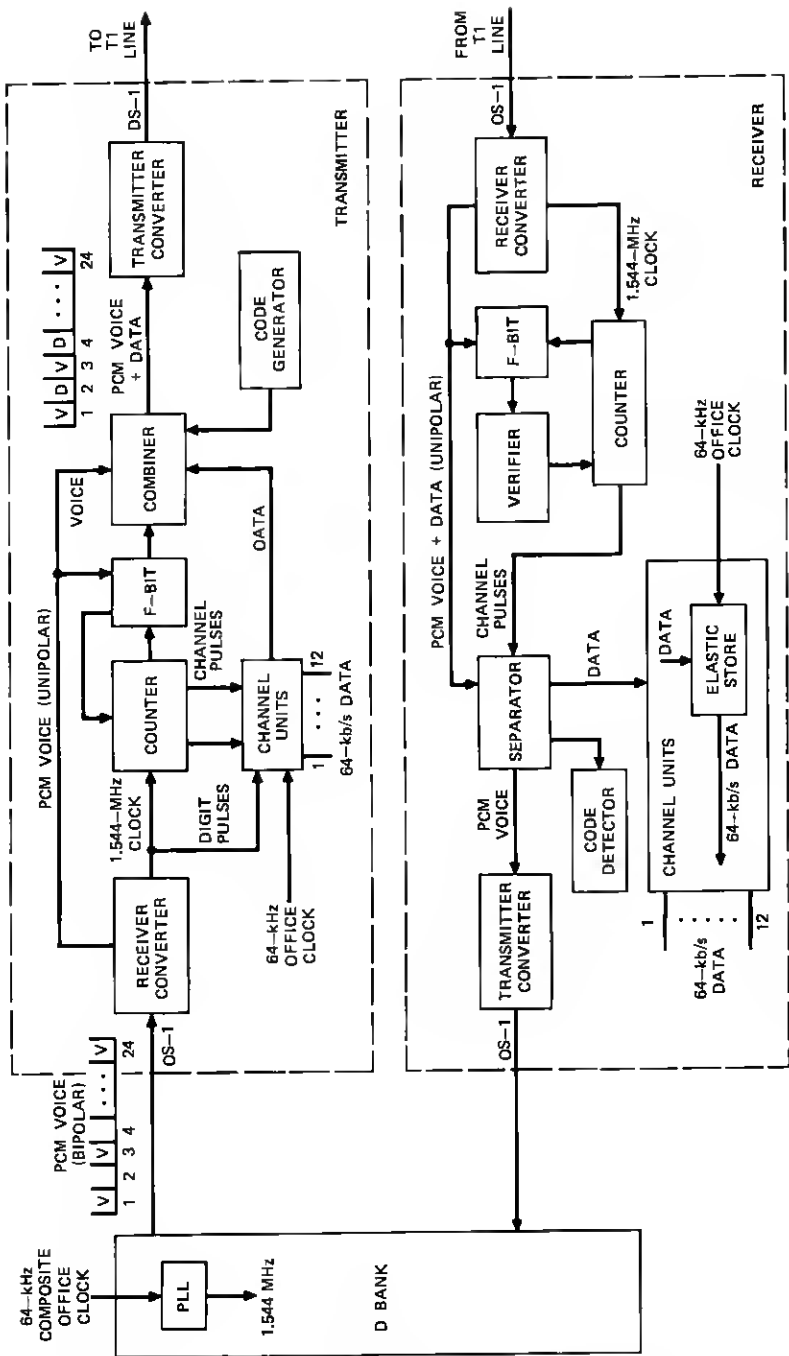 64-kHz
COMPOSITE
OFFICE
CLOCK
PLL
1.544 MHz
D BANK
PCM VOICE
(BIPOLAR)
V V ... V
1 2 3 4 24
OS-1
RECEIVER
CONVERTER
PCM VOICE (UNIPOLAR)
1.544-MHz
CLOCK
DIGIT
PULSES
64-kHz
OFFICE
CLOCK
COUNTER
F-BIT
CHANNEL
PULSES
CHANNEL
UNITS
1 ... 12
64-kb/s DATA
VOICE
COMBINER
OATA
CODE
GENERATOR
V D V D ... V
1 2 3 4 24
PCM VOICE
+ DATA
TRANSMITTER
CONVERTER
DS-1
TO
T1
LINE
TRANSMITTER
FROM
T1
LINE
OS-1
RECEIVER
CONVERTER
1.544-MHz
CLOCK
PCM VOICE + DATA (UNIPOLAR)
F-BIT
VERIFIER
COUNTER
CHANNEL
PULSES
SEPARATOR
PCM
VOICE
DATA
CODE
DETECTOR
TRANSMITTER
CONVERTER
OS-1
64-kHz
OFFICE
CLOCK
DATA
ELASTIC
STORE
64-kb/s DATA
CHANNEL UNITS
1
......
12
64-kb/s
DATA
RECEIVER